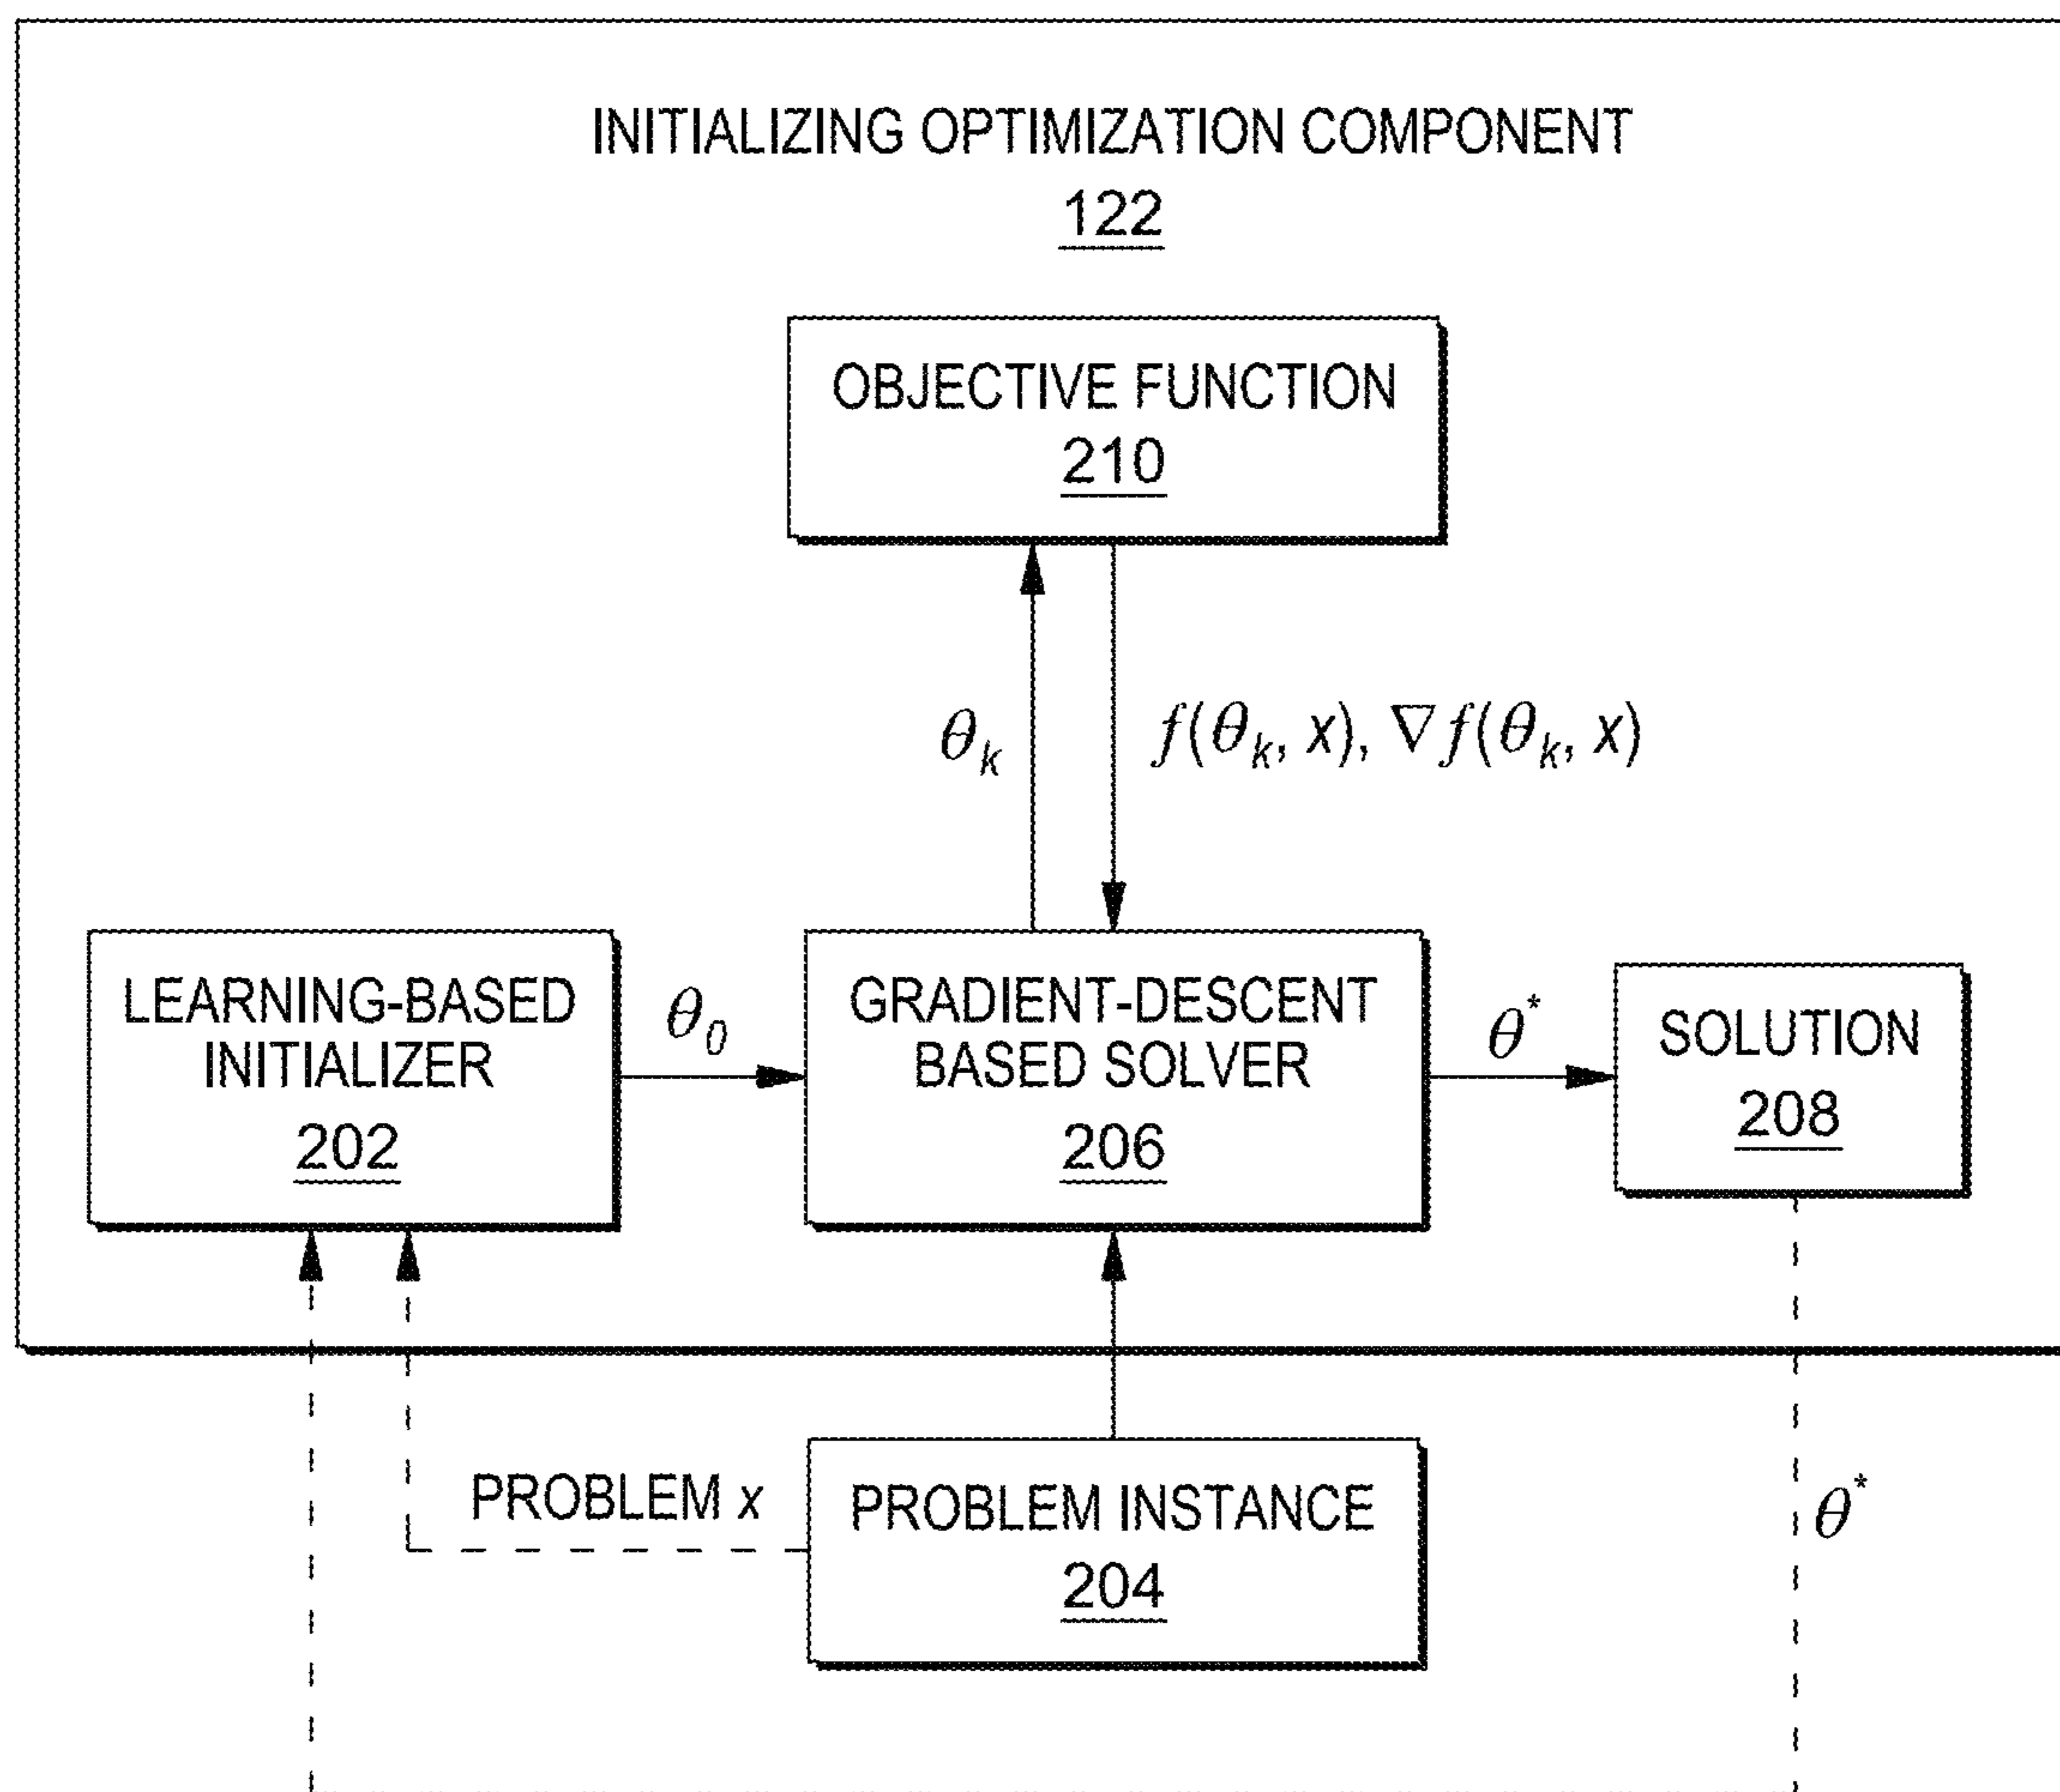 INITIALIZING OPTIMIZATION COMPONENT
122
OBJECTIVE FUNCTION
210
θk
f(θk, x), ∇f(θk, x)
LEARNING-BASED
INITIALIZER
202
θ0
GRADIENT-DESCENT
BASED SOLVER
206
θ*
SOLUTION
208
PROBLEM x
PROBLEM INSTANCE
204
θ*